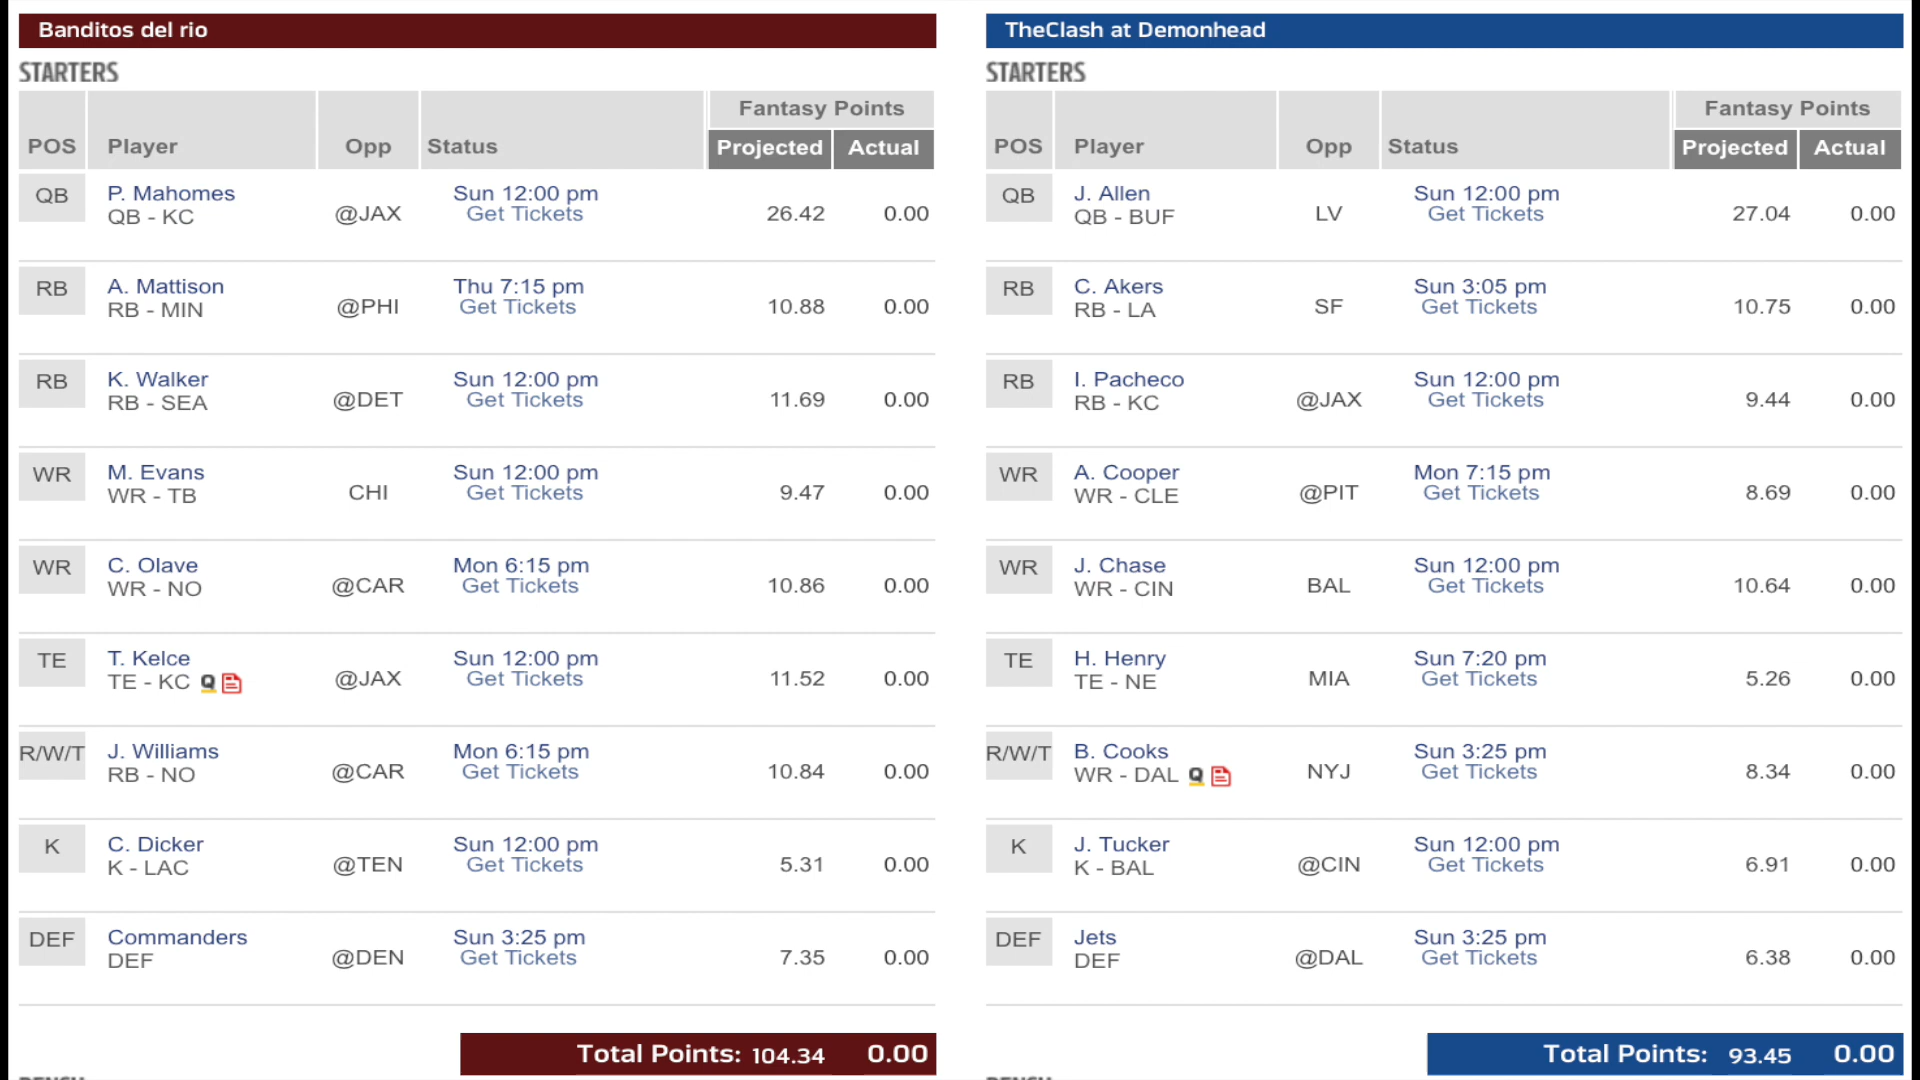 Banditos del rio
STARTERS
Fantasy Points
POS Player Opp Status Projected Actual
QB P. Mahomes Sun 12:00 pm
QB - KC @JAX Get Tickets 26.42 0.00
RB A. Mattison Thu 7:15 pm
RB - MIN @PHI Get Tickets 10.88 0.00
RB K. Walker Sun 12:00 pm
RB - SEA @DET Get Tickets 11.69 0.00
WR M. Evans Sun 12:00 pm
WR - TB CHI Get Tickets 9.47 0.00
WR C. Olave Mon 6:15 pm
WR - NO @CAR Get Tickets 10.86 0.00
TE T. Kelce Sun 12:00 pm
TE - KC Q @JAX Get Tickets 11.52 0.00
R/W/T J. Williams Mon 6:15 pm
RB - NO @CAR Get Tickets 10.84 0.00
K C. Dicker Sun 12:00 pm
K - LAC @TEN Get Tickets 5.31 0.00
DEF Commanders Sun 3:25 pm
DEF @DEN Get Tickets 7.35 0.00
Total Points: 104.34 0.00
TheClash at Demonhead
STARTERS
Fantasy Points
POS Player Opp Status Projected Actual
QB J. Allen Sun 12:00 pm
QB - BUF LV Get Tickets 27.04 0.00
RB C. Akers Sun 3:05 pm
RB - LA SF Get Tickets 10.75 0.00
RB I. Pacheco Sun 12:00 pm
RB - KC @JAX Get Tickets 9.44 0.00
WR A. Cooper Mon 7:15 pm
WR - CLE @PIT Get Tickets 8.69 0.00
WR J. Chase Sun 12:00 pm
WR - CIN BAL Get Tickets 10.64 0.00
TE H. Henry Sun 7:20 pm
TE - NE MIA Get Tickets 5.26 0.00
R/W/T B. Cooks Sun 3:25 pm
WR - DAL Q NYJ Get Tickets 8.34 0.00
K J. Tucker Sun 12:00 pm
K - BAL @CIN Get Tickets 6.91 0.00
DEF Jets Sun 3:25 pm
DEF @DAL Get Tickets 6.38 0.00
Total Points: 93.45 0.00